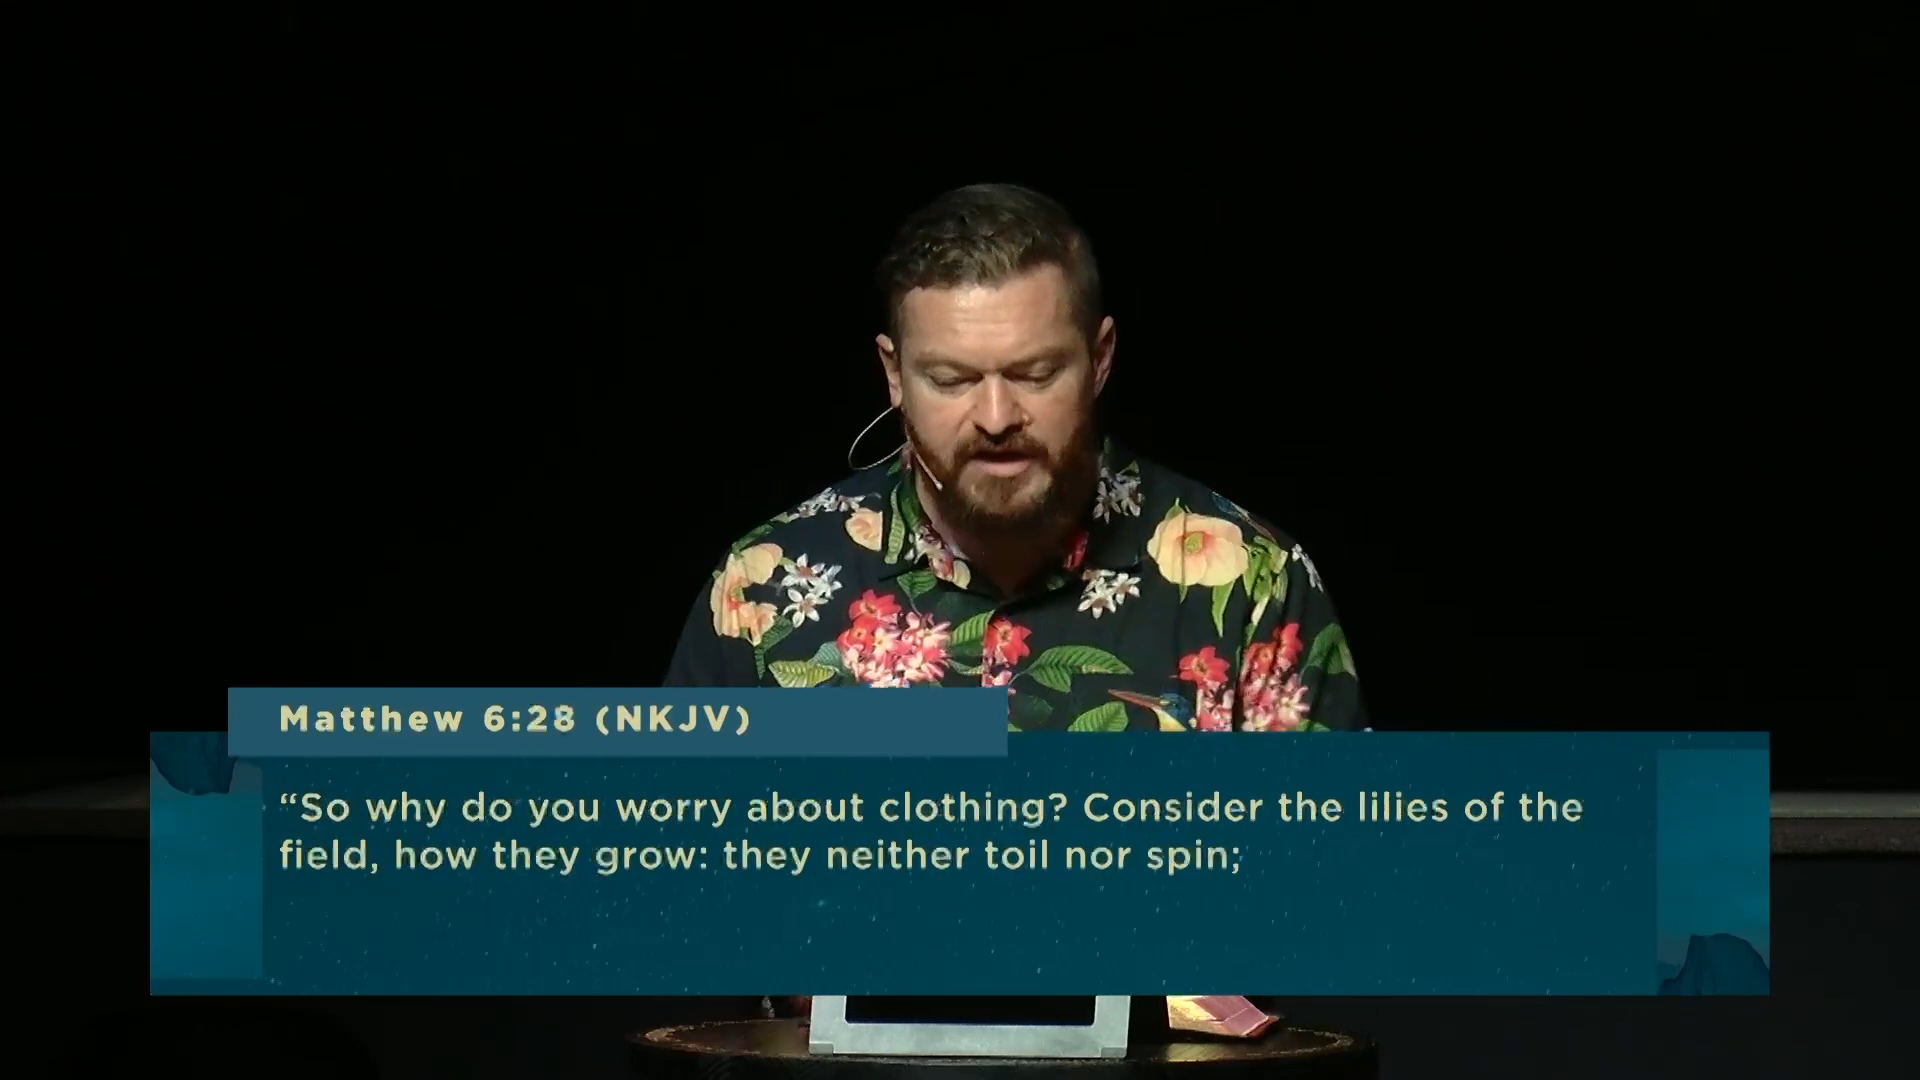 Matthew 6:28 (NKJV)
“So why do you worry about clothing? Consider the lilies of the
field, how they grow: they neither toil nor spin;